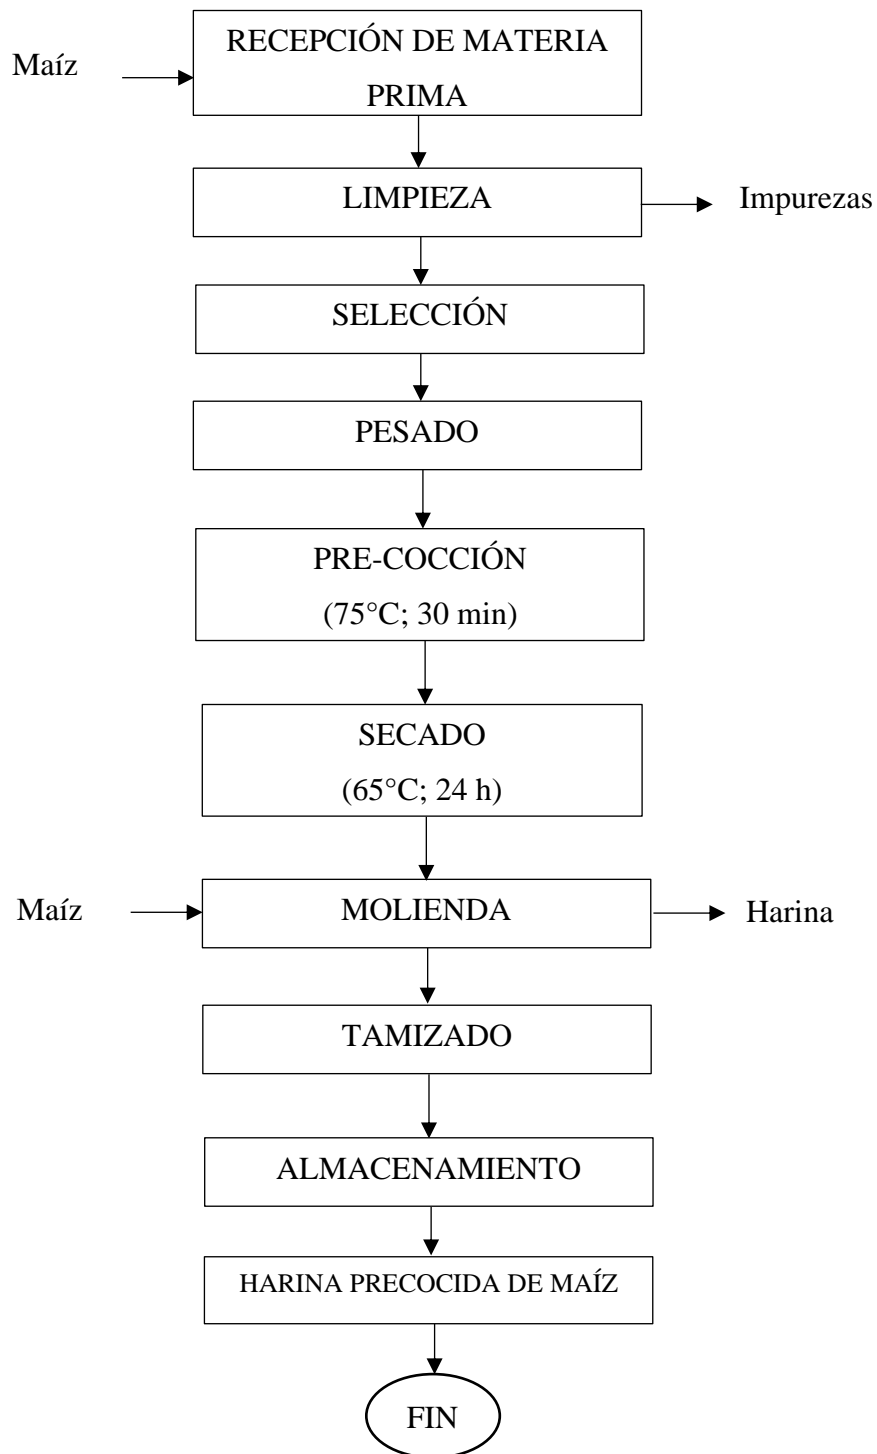 Maíz
RECEPCIÓN DE MATERIA
PRIMA
LIMPIEZA
Impurezas
SELECCIÓN
PESADO
PRE-COCCIÓN
(75°C; 30 min)
SECADO
(65°C; 24 h)
Maíz
MOLIENDA
Harina
TAMIZADO
ALMACENAMIENTO
HARINA PRECOCIDA DE MAÍZ
FIN